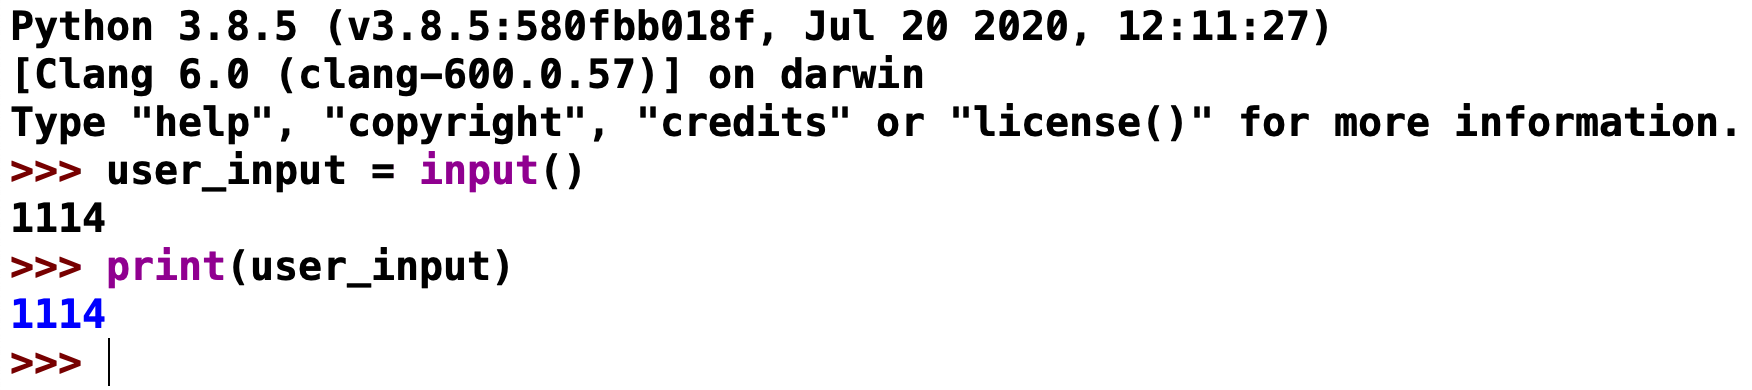 Python 3.8.5 (v3.8.5:580fbb018f, Jul 20 2020, 12:11:27)
[Clang 6.0 (clang-600.0.57)] on darwin
Type "help", "copyright", "credits" or "license()" for more information.
>>> user_input = input()
1114
>>> print(user_input)
1114
>>>